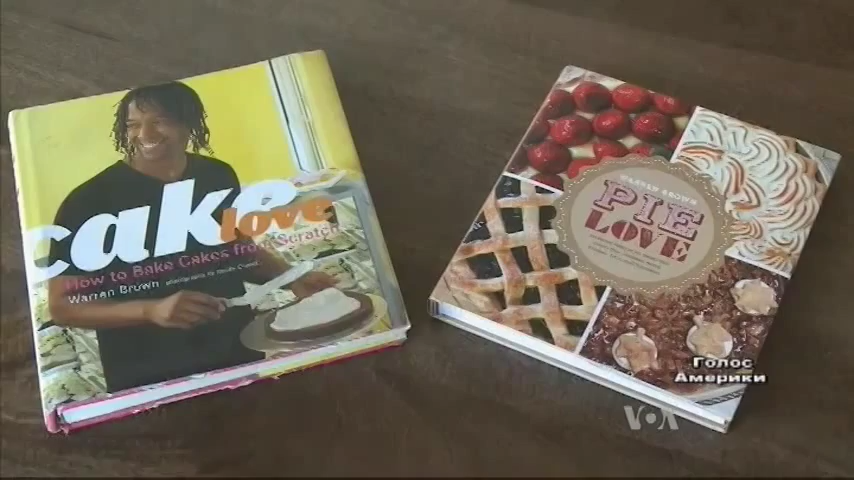 cake
love
How to Bake Cakes from Scratch
Warren Brown
WARREN BROWN
PIE
LOVE
Голос
Америки
VOA